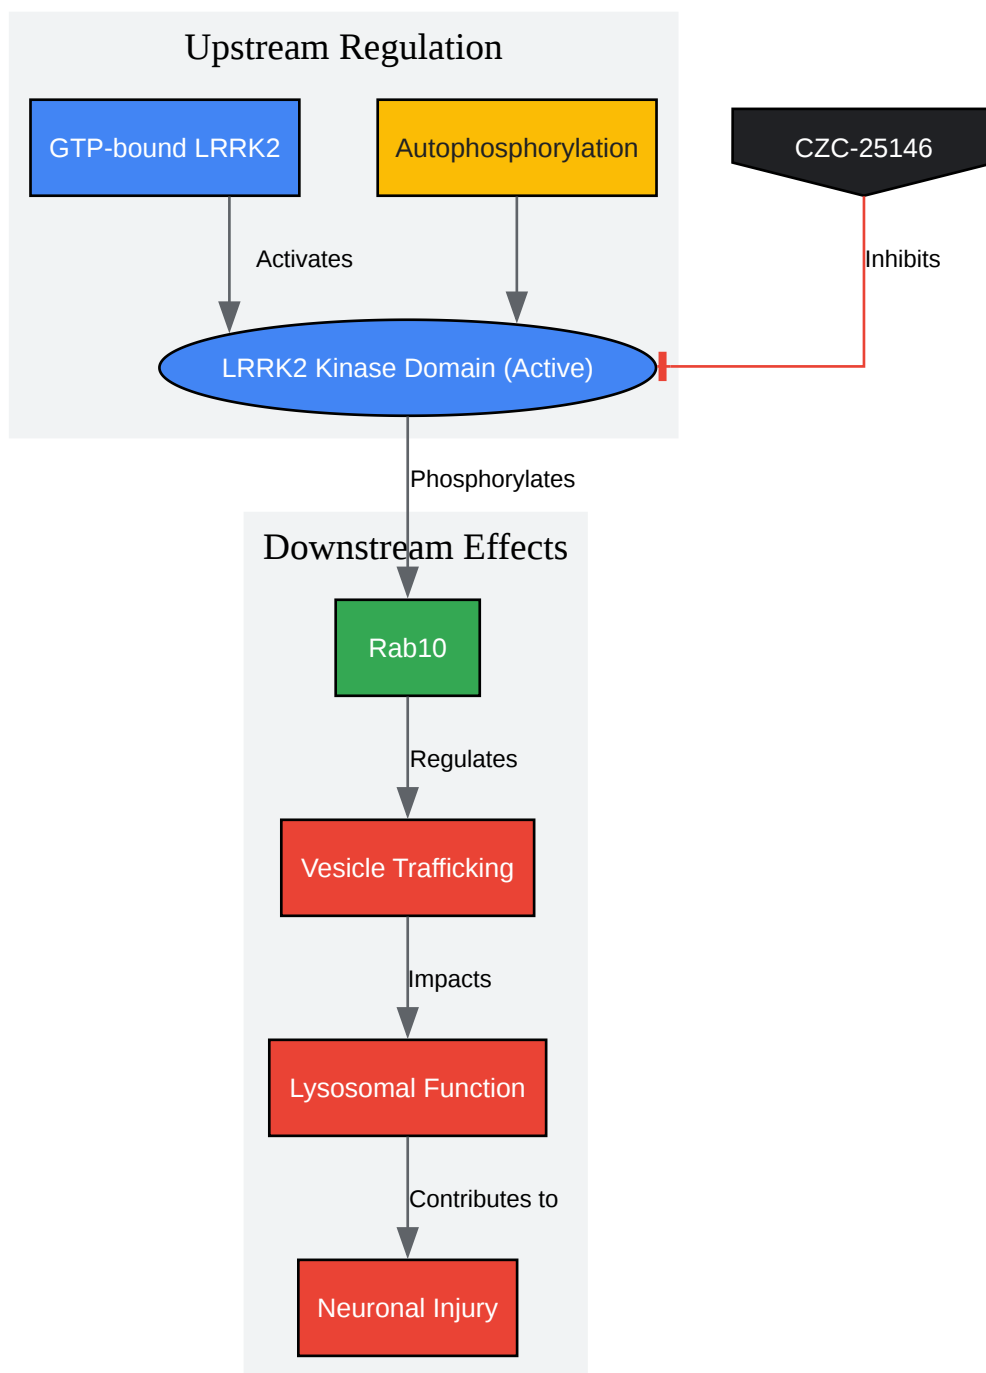 Upstream Regulation
GTP-bound LRRK2
Autophosphorylation
CZC-25146
Activates
Inhibits
LRRK2 Kinase Domain (Active)
Phosphorylates
Downstream Effects
Rab10
Regulates
Vesicle Trafficking
Impacts
Lysosomal Function
Contributes to
Neuronal Injury